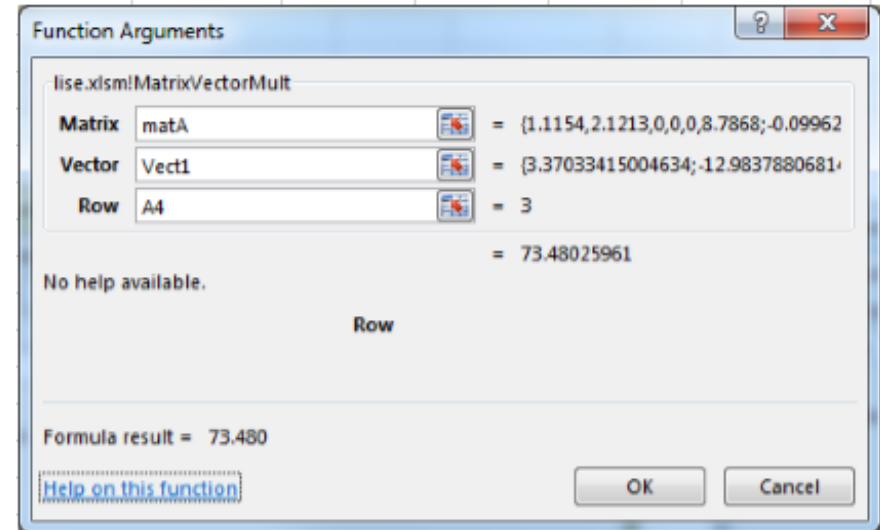 Function Arguments
lise.xlsm!MatrixVectorMult
Matrix matA = {1.1154,2.1213,0,0,0,8.7868;-0.09962
Vector Vect1 = {3.37033415004634;-12.9837880681
Row A4 = 3
= 73.48025961
No help available.
Row
Formula result = 73.480
Help on this function
OK Cancel